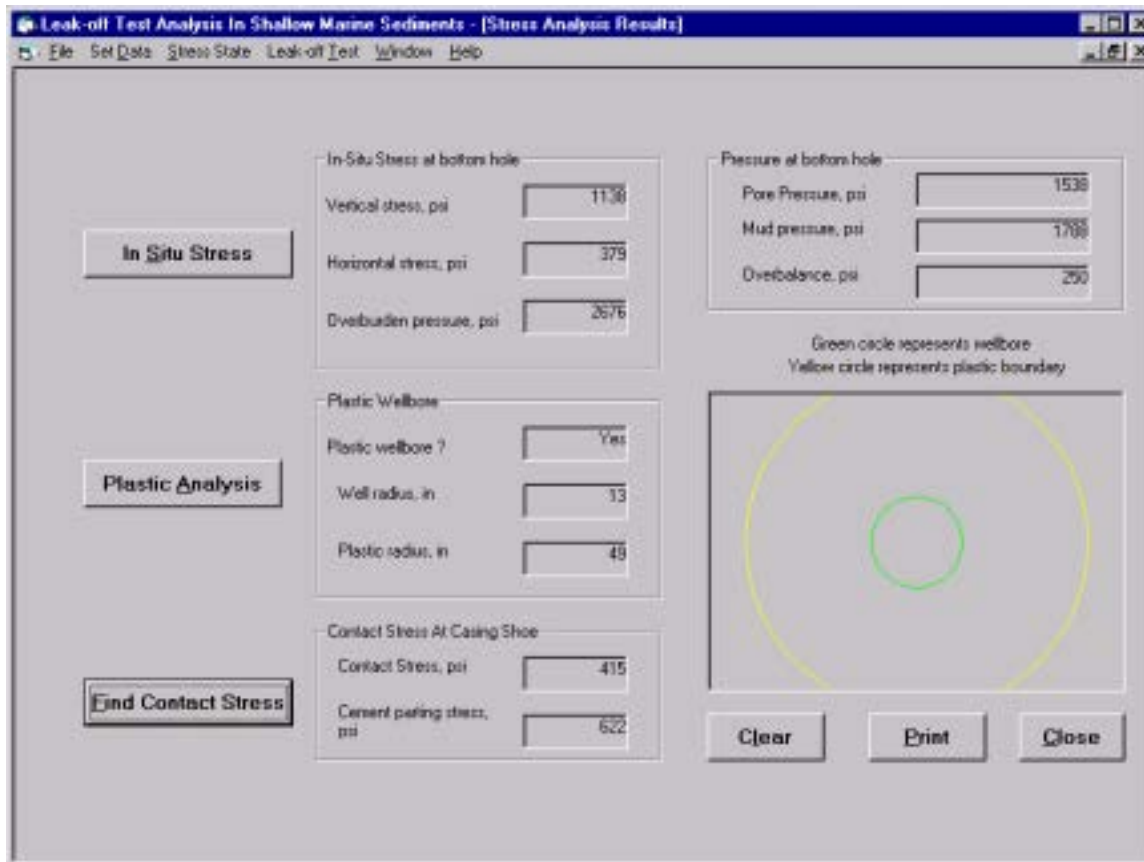 Leak-off Test Analysis In Shallow Marine Sediments - [Stress Analysis Results]
File Set Data Stress State Leak-off Test Window Help
In Situ Stress
In-Situ Stress at bottom hole
Vertical stress, psi 1138
Horizontal stress, psi 379
Overburden pressure, psi 2676
Pressure at bottom hole
Pore Pressure, psi 1538
Mud pressure, psi 1788
Overbalance, psi 250
Green circle represents wellbore
Yellow circle represents plastic boundary
Plastic Analysis
Plastic Wellbore
Plastic wellbore ? Yes
Well radius, in 13
Plastic radius, in 49
Find Contact Stress
Contact Stress At Casing Shoe
Contact Stress, psi 415
Cement parting stress,
psi 622
Clear Print Close